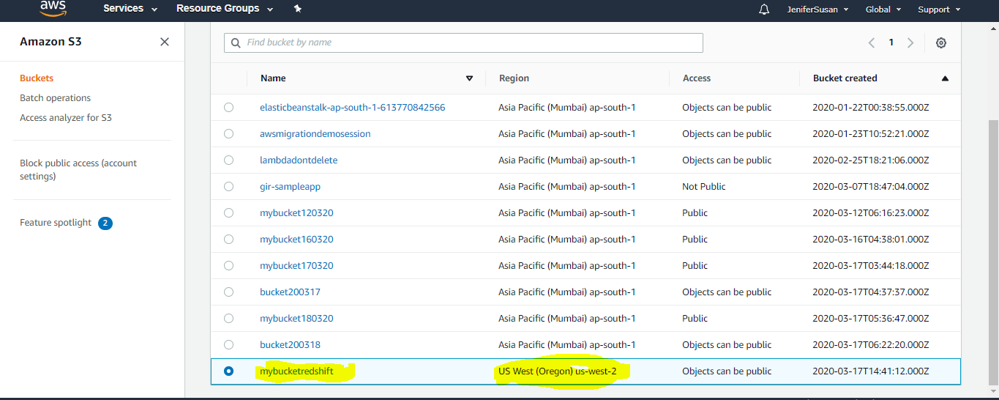 aws Services Resource Groups JeniferSusan Global Support
Amazon S3
Find bucket by name 1
Buckets
Batch operations
Access analyzer for S3
Block public access (account
settings)
Feature spotlight 2
Name Region Access Bucket created
elasticbeanstalk-ap-south-1-613770842566 Asia Pacific (Mumbai) ap-south-1 Objects can be public 2020-01-22T00:38:55.000Z
awsmigrationdemosession Asia Pacific (Mumbai) ap-south-1 Objects can be public 2020-01-23T10:52:21.000Z
lambdadontdelete Asia Pacific (Mumbai) ap-south-1 Objects can be public 2020-02-25T18:21:06.000Z
gir-sampleapp Asia Pacific (Mumbai) ap-south-1 Not Public 2020-03-07T18:47:04.000Z
mybucket120320 Asia Pacific (Mumbai) ap-south-1 Public 2020-03-12T06:16:23.000Z
mybucket160320 Asia Pacific (Mumbai) ap-south-1 Public 2020-03-16T04:38:01.000Z
mybucket170320 Asia Pacific (Mumbai) ap-south-1 Public 2020-03-17T03:44:18.000Z
bucket200317 Asia Pacific (Mumbai) ap-south-1 Objects can be public 2020-03-17T04:37:37.000Z
mybucket180320 Asia Pacific (Mumbai) ap-south-1 Public 2020-03-17T05:36:47.000Z
bucket200318 Asia Pacific (Mumbai) ap-south-1 Objects can be public 2020-03-17T06:22:20.000Z
mybucketredshift US West (Oregon) us-west-2 Objects can be public 2020-03-17T14:41:12.000Z